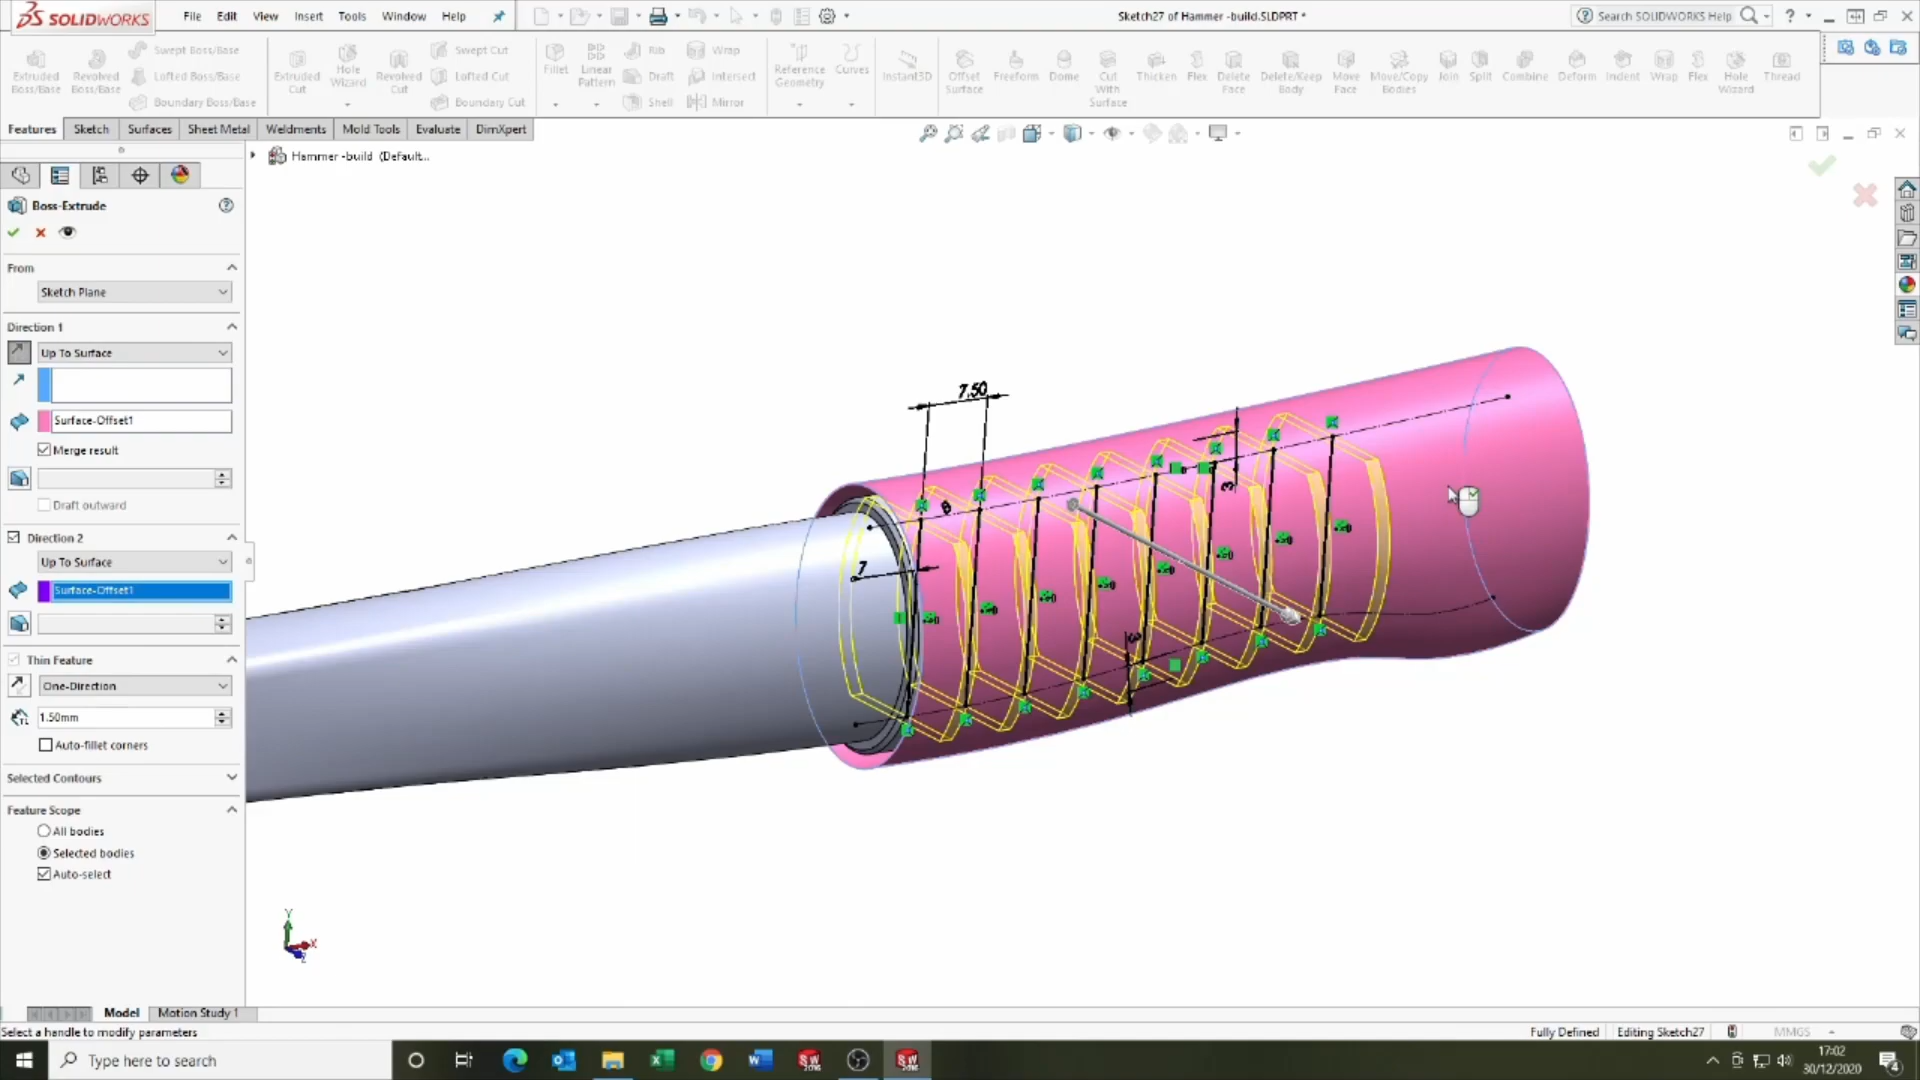 SOLIDWORKS File Edit View Insert Tools Window Help Sketch27 of Hammer -build.SLDPRT * Search SOLIDWORKS Help
Extruded Boss/Base
Revolved Boss/Base
Swept Boss/Base
Lofted Boss/Base
Boundary Boss/Base
Extruded Cut
Hole Wizard
Revolved Cut
Swept Cut
Lofted Cut
Boundary Cut
Fillet
Linear Pattern
Rib
Draft
Shell
Wrap
Intersect
Mirror
Reference Geometry
Curves
Instant3D
Offset Surface
Freeform
Dome
Cut With Surface
Thicken
Flex
Delete Face
Delete/Keep Body
Move Face
Move/Copy Bodies
Join
Split
Combine
Deform
Indent
Wrap
Flex
Hole Wizard
Thread
Features Sketch Surfaces Sheet Metal Weldments Mold Tools Evaluate DimXpert
Hammer -build (Default...
Boss-Extrude
From
Sketch Plane
Direction 1
Up To Surface
Surface-Offset1
Merge result
Draft outward
Direction 2
Up To Surface
Surface-Offset1
Thin Feature
One-Direction
1.50mm
Auto-fillet corners
Selected Contours
Feature Scope
All bodies
Selected bodies
Auto-select
7.50
8
3
7
3
Y
X
Z
Model Motion Study 1
Select a handle to modify parameters Fully Defined Editing Sketch27 MMGS
Type here to search
17:02
30/12/2020
4